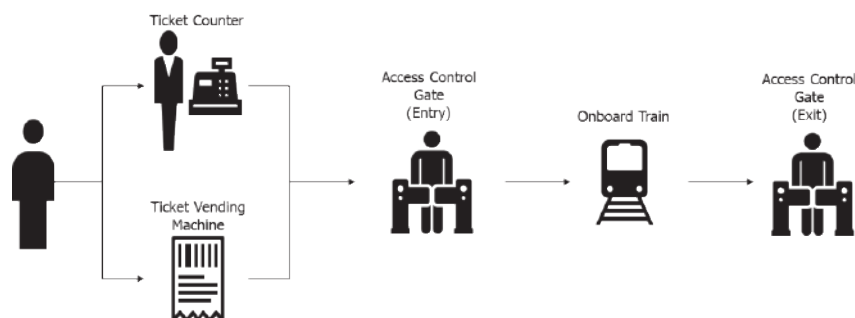 Ticket Counter
Ticket Vending
Machine
Access Control
Gate
(Entry)
Onboard Train
Access Control
Gate
(Exit)